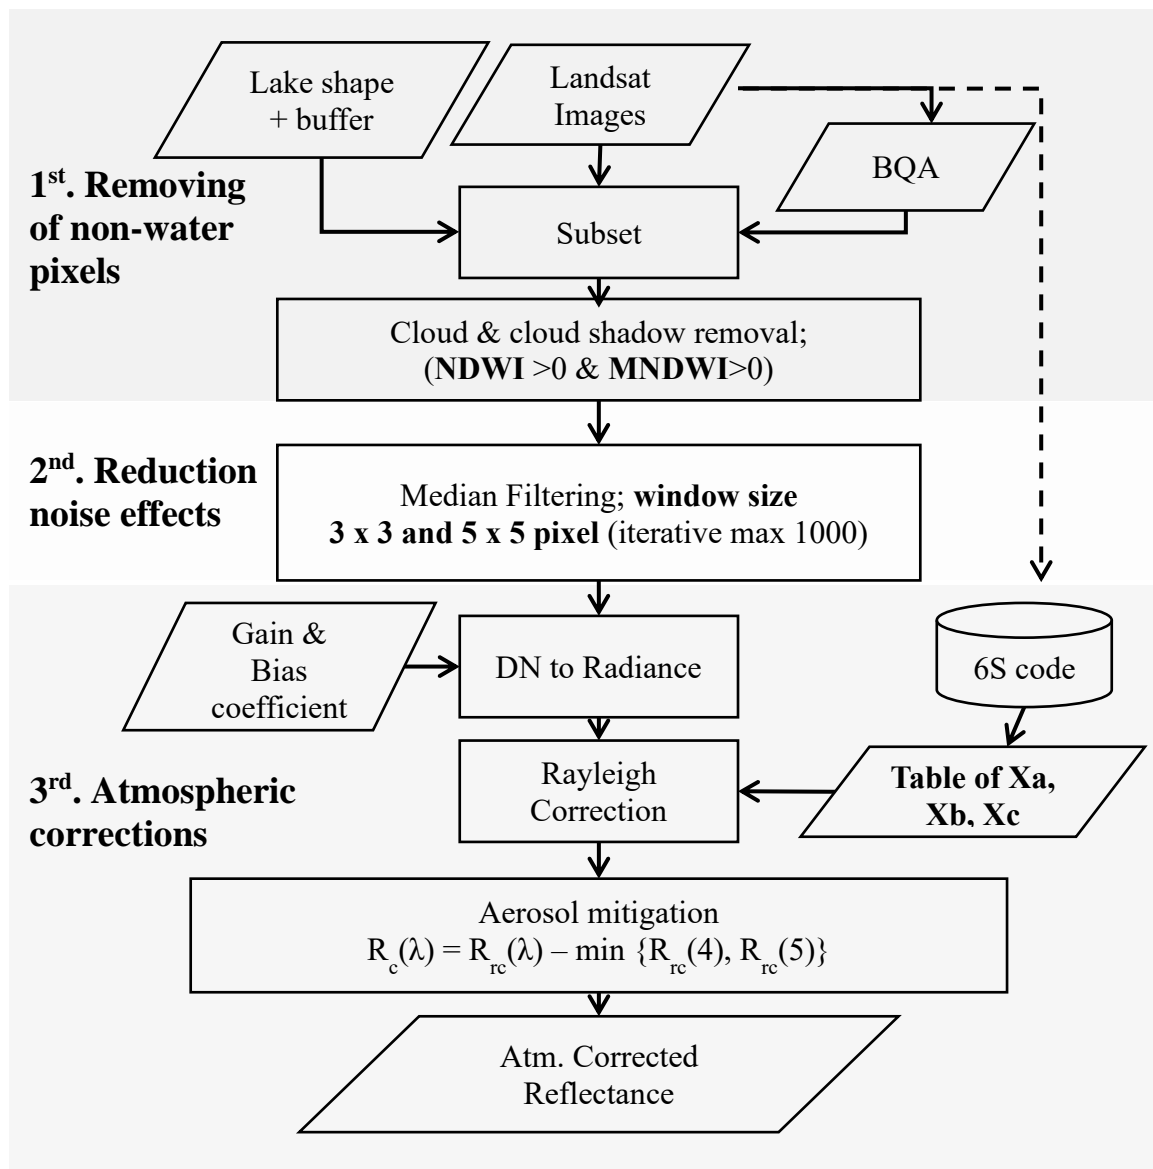 Lake shape
+ buffer
Landsat
Images
BQA
1st. Removing
of non-water
pixels
Subset
Cloud & cloud shadow removal;
(NDWI >0 & MNDWI>0)
2nd. Reduction
noise effects
Median Filtering; window size
3 x 3 and 5 x 5 pixel (iterative max 1000)
Gain &
Bias
coefficient
DN to Radiance
6S code
3rd. Atmospheric
corrections
Rayleigh
Correction
Table of Xa,
Xb, Xc
Aerosol mitigation
Rc(λ) = Rrc(λ) – min {Rrc(4), Rrc(5)}
Atm. Corrected
Reflectance